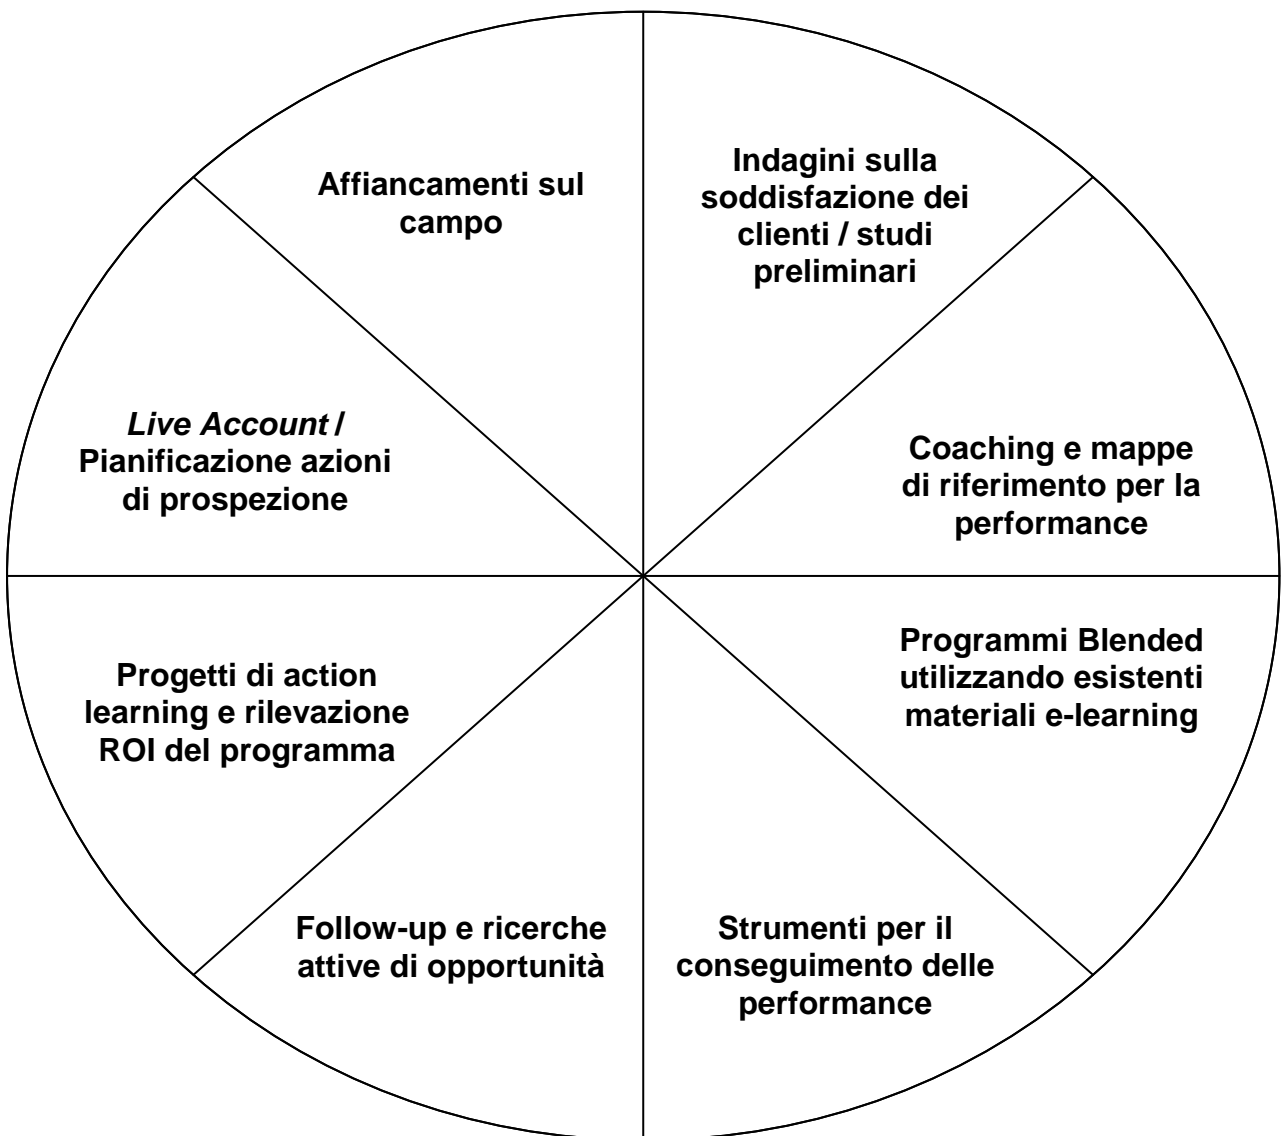 Affiancamenti sul
campo
Indagini sulla
soddisfazione dei
clienti / studi
preliminari
Live Account /
Pianificazione azioni
di prospezione
Coaching e mappe
di riferimento per la
performance
Progetti di action
learning e rilevazione
ROI del programma
Programmi Blended
utilizzando esistenti
materiali e-learning
Follow-up e ricerche
attive di opportunità
Strumenti per il
conseguimento delle
performance